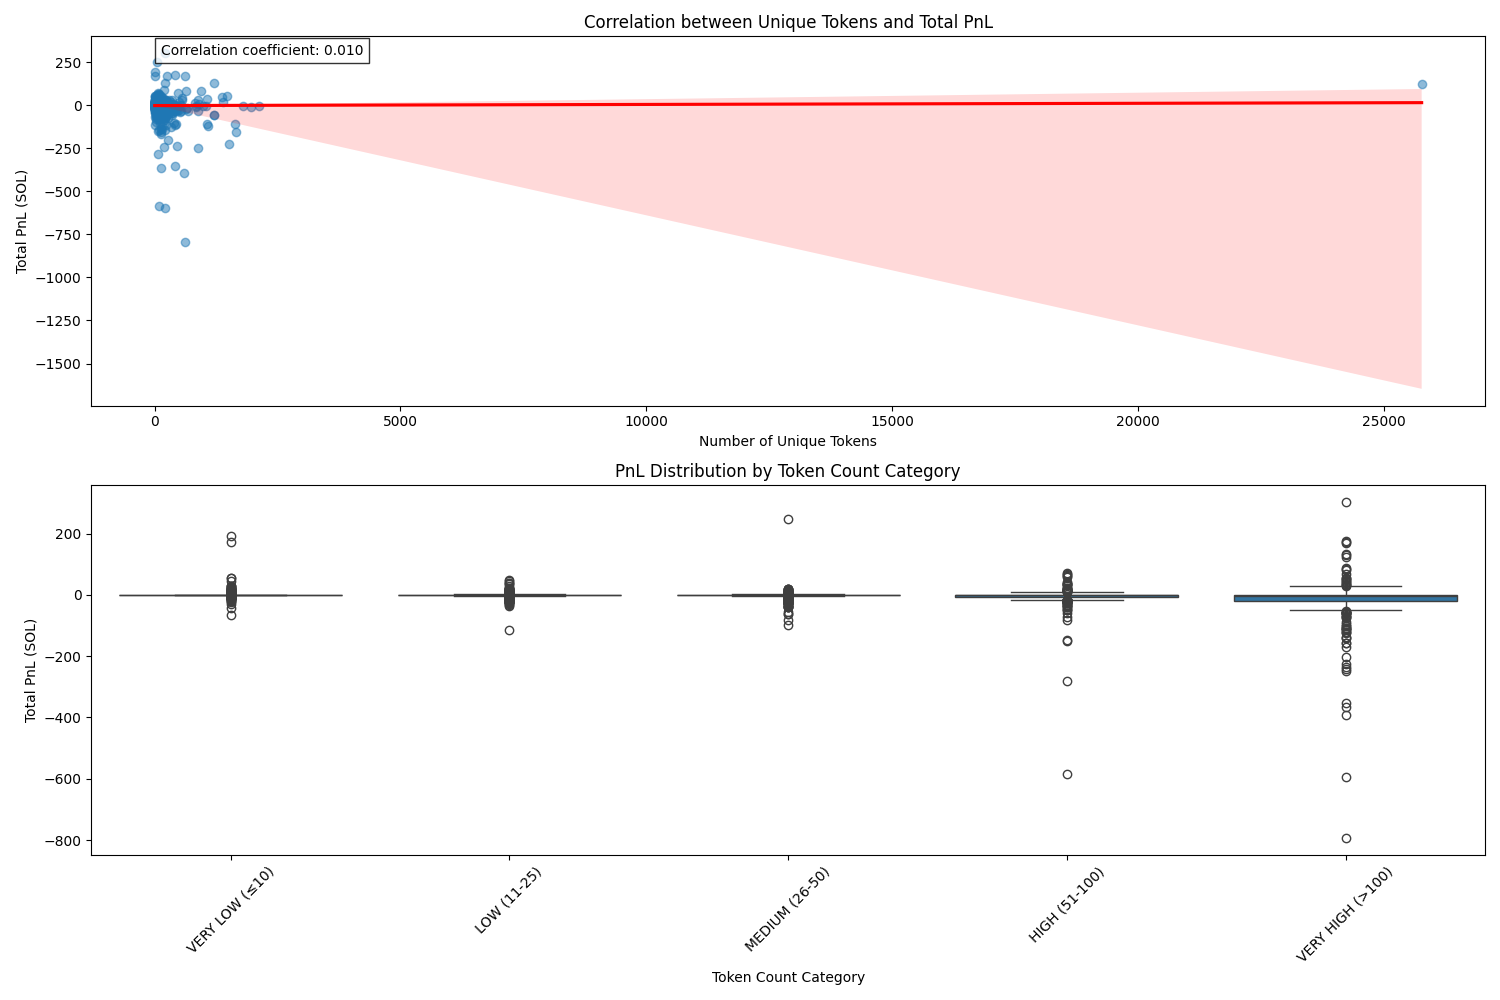 Correlation between Unique Tokens and Total PnL
Correlation coefficient: 0.010
250
0
−250
−500
−750
−1000
−1250
−1500
Total PnL (SOL)
0
5000
10000
15000
20000
25000
Number of Unique Tokens
PnL Distribution by Token Count Category
200
0
−200
−400
−600
−800
Total PnL (SOL)
VERY LOW (≤10)
LOW (11-25)
MEDIUM (26-50)
HIGH (51-100)
VERY HIGH (>100)
Token Count Category